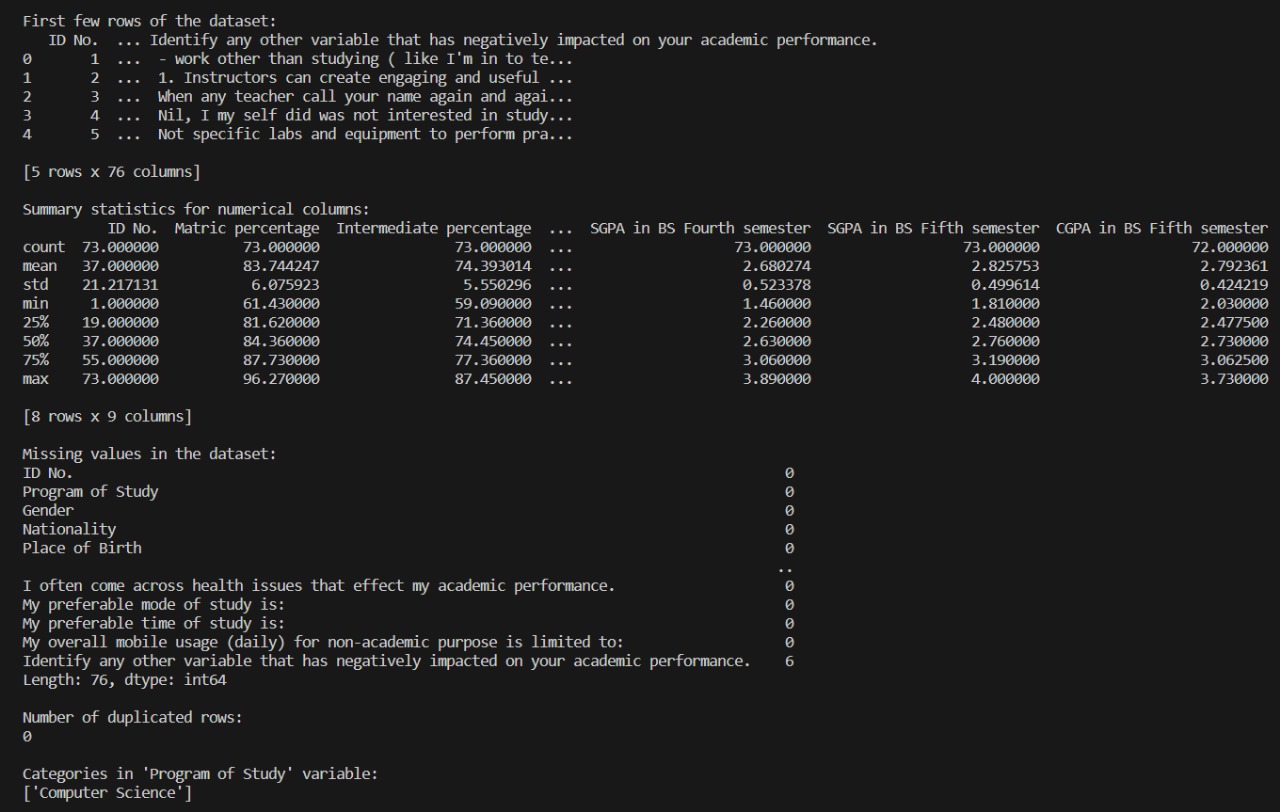 First few rows of the dataset:
   ID No.  ... Identify any other variable that has negatively impacted on your academic performance.
0       1  ...  - work other than studying ( like I'm in to te...
1       2  ...  1. Instructors can create engaging and useful ...
2       3  ...  When any teacher call your name again and agai...
3       4  ...  Nil, I my self did was not interested in study...
4       5  ...  Not specific labs and equipment to perform pra...
[5 rows x 76 columns]
Summary statistics for numerical columns:
          ID No.  Matric percentage  Intermediate percentage  ...  SGPA in BS Fourth semester  SGPA in BS Fifth semester  CGPA in BS Fifth semester
count  73.000000          73.000000                73.000000  ...                   73.000000                  73.000000                  72.000000
mean   37.000000          83.744247                74.393014  ...                    2.680274                   2.825753                   2.792361
std    21.217131           6.075923                 5.550296  ...                    0.523378                   0.499614                   0.424219
min     1.000000          61.430000                59.090000  ...                    1.460000                   1.810000                   2.030000
25%    19.000000          81.620000                71.360000  ...                    2.260000                   2.480000                   2.477500
50%    37.000000          84.360000                74.450000  ...                    2.630000                   2.760000                   2.730000
75%    55.000000          87.730000                77.360000  ...                    3.060000                   3.190000                   3.062500
max    73.000000          96.270000                87.450000  ...                    3.890000                   4.000000                   3.730000
[8 rows x 9 columns]
Missing values in the dataset:
ID No.                                                                                     0
Program of Study                                                                           0
Gender                                                                                     0
Nationality                                                                                0
Place of Birth                                                                             0
                                                                                          ..
I often come across health issues that effect my academic performance.                     0
My preferable mode of study is:                                                            0
My preferable time of study is:                                                            0
My overall mobile usage (daily) for non-academic purpose is limited to:                    0
Identify any other variable that has negatively impacted on your academic performance.    6
Length: 76, dtype: int64
Number of duplicated rows:
0
Categories in 'Program of Study' variable:
['Computer Science']